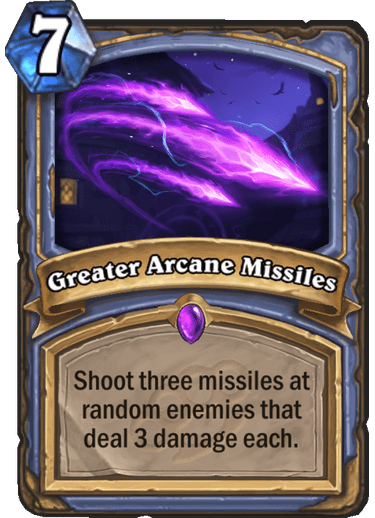 7
Greater Arcane Missiles
Shoot three missiles at
random enemies that
deal 3 damage each.